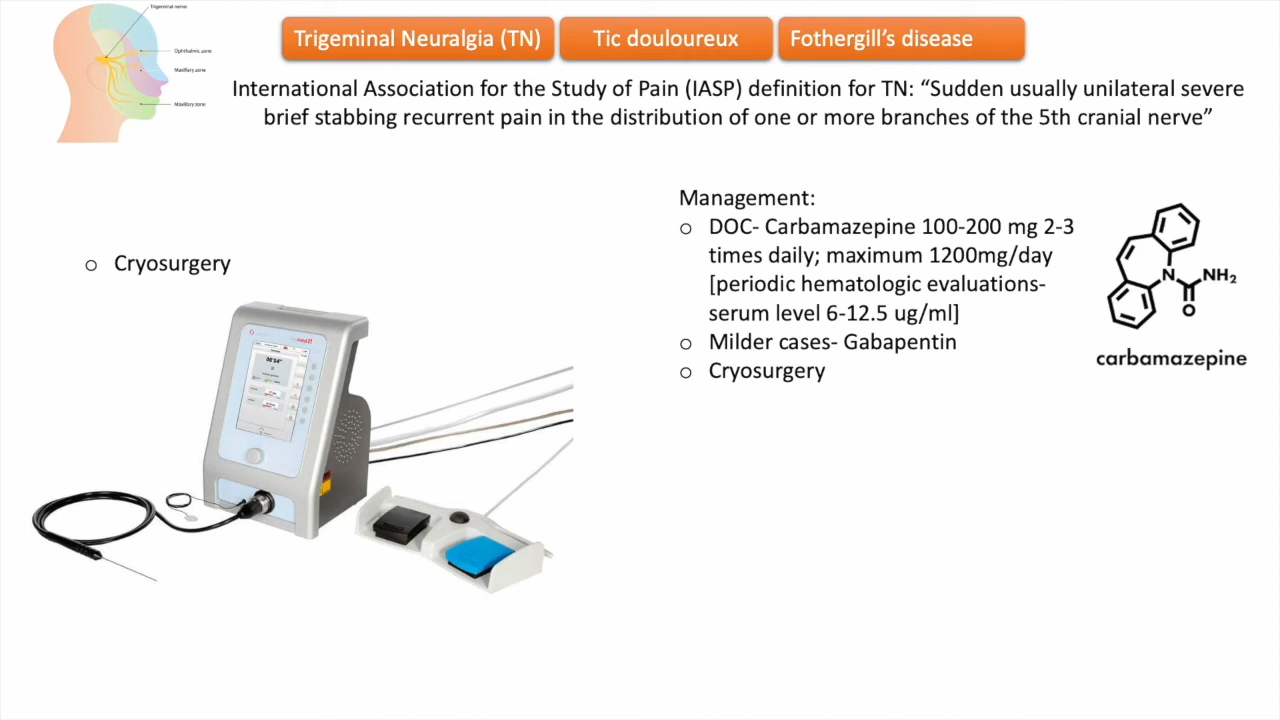 Trigeminal nerve
Ophthalmic zone
Maxillary zone
Maxillary zone
Trigeminal Neuralgia (TN)
Tic douloureux
Fothergill’s disease
International Association for the Study of Pain (IASP) definition for TN: “Sudden usually unilateral severe
brief stabbing recurrent pain in the distribution of one or more branches of the 5th cranial nerve”
o Cryosurgery
Management:
o DOC- Carbamazepine 100-200 mg 2-3
times daily; maximum 1200mg/day
[periodic hematologic evaluations-
serum level 6-12.5 ug/ml]
o Milder cases- Gabapentin
o Cryosurgery
N
NH₂
O
carbamazepine